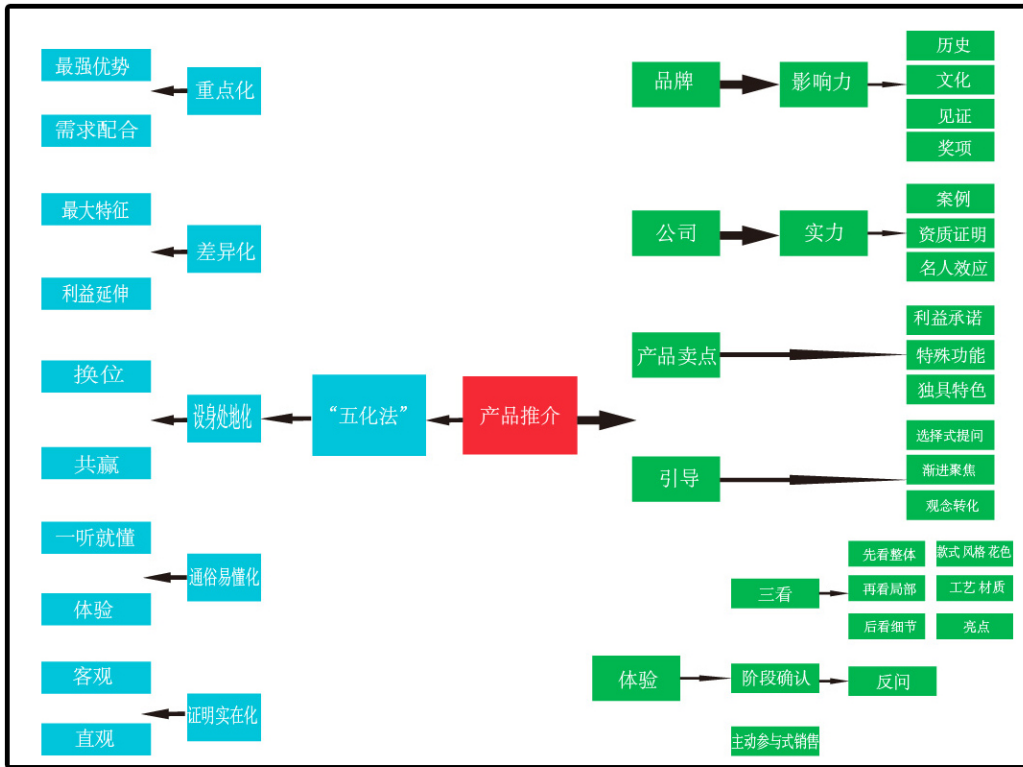 最强优势
重点化
需求配合
最大特征
差异化
利益延伸
换位
设身处地化
共赢
一听就懂
通俗易懂化
体验
客观
证明实在化
直观
“五化法”
产品推介
品牌
影响力
历史
文化
见证
奖项
公司
实力
案例
资质证明
名人效应
产品卖点
利益承诺
特殊功能
独具特色
引导
选择式提问
渐进聚焦
观念转化
体验
三看
先看整体
款式 风格 花色
再看局部
工艺 材质
后看细节
亮点
阶段确认
反问
主动参与式销售